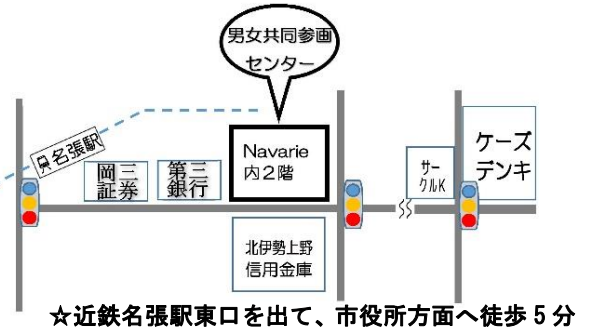 男女共同参画
センター
名張駅
岡三
証券
第三
銀行
Navarie
内2階
サー
クルK
ケーズ
デンキ
北伊勢上野
信用金庫
☆近鉄名張駅東口を出て、市役所方面へ徒歩5分